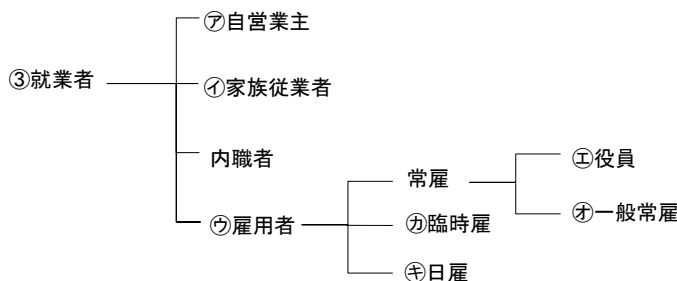 ㋐自営業主
③就業者
㋑家族従業者
内職者
㋒雇用者
常雇
㋓役員
㋔一般常雇
㋕臨時雇
㋖日雇